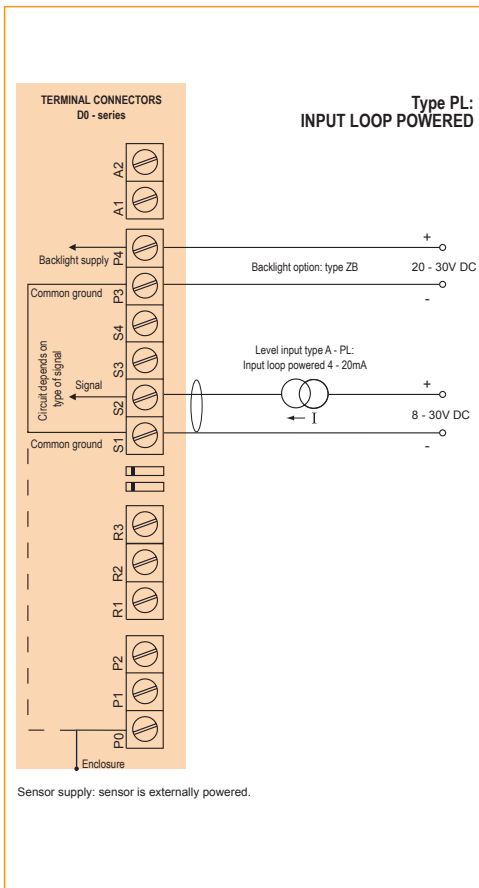 TERMINAL CONNECTORS
D0 - series
Type PL:
INPUT LOOP POWERED
A2
A1
P4
Backlight supply
+
Backlight option: type ZB
20 - 30V DC
P3
Common ground
-
S4
S3
Circuit depends on
type of signal
Level input type A - PL:
Input loop powered 4 - 20mA
Signal
S2
+
I
8 - 30V DC
S1
Common ground
-
R3
R2
R1
P2
P1
P0
Enclosure
Sensor supply: sensor is externally powered.